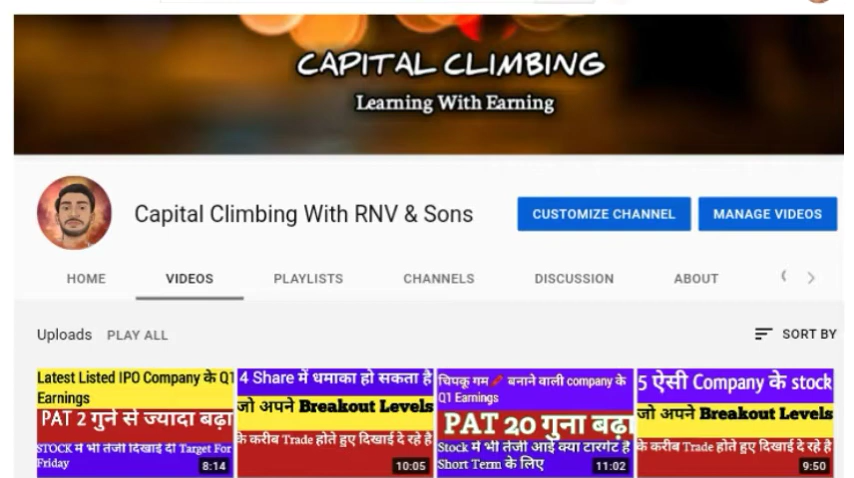 CAPITAL CLIMBING
Learning With Earning
Capital Climbing With RNV & Sons
CUSTOMIZE CHANNEL
MANAGE VIDEOS
HOME VIDEOS PLAYLISTS CHANNELS DISCUSSION ABOUT
Uploads PLAY ALL
SORT BY
Latest Listed IPO Company के Q1
Earnings
PAT 2 गुने से ज्यादा बढ़ा
STOCK में भी तेजी दिखाई दी Target For
Friday
8:14
4 Share में धमाका हो सकता है
जो अपने Breakout Levels
के करीब Trade होते हुए दिखाई दे रहे है
10:05
चिपकू गम बनाने वाली company के
Q1 Earnings
PAT 20 गुना बढ़ा
Stock में भी तेजी आई क्या टारगेट है
Short Term के लिए
11:02
5 ऐसी Company के stock
जो अपने Breakout Levels
के करीब Trade होते हुए दिखाई दे रहे है
9:50